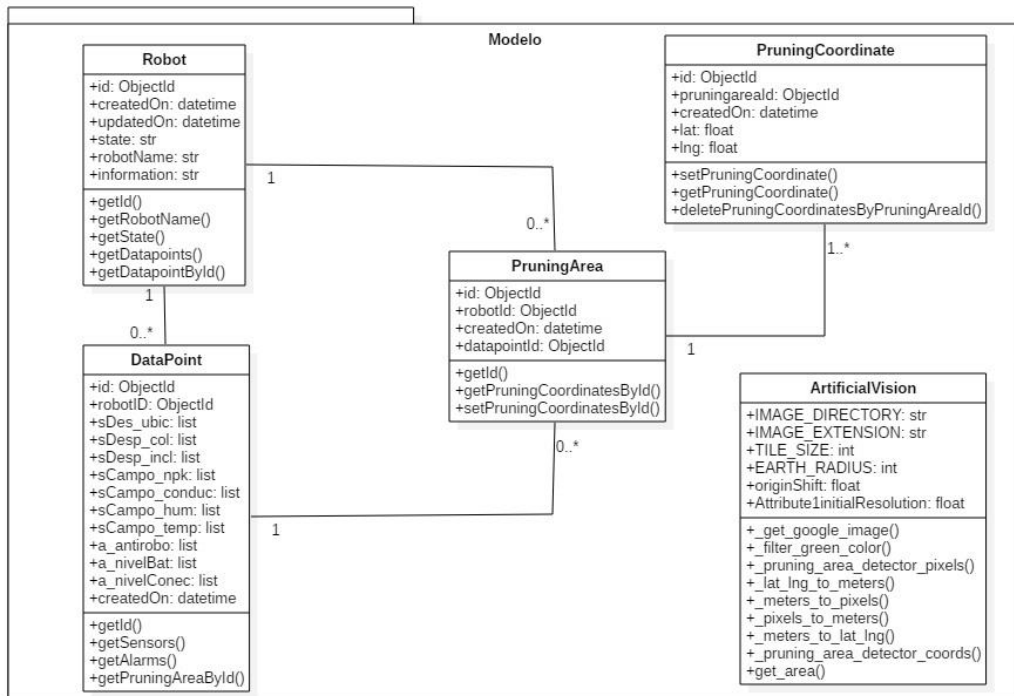 Modelo
Robot
+id: ObjectId
+createdOn: datetime
+updatedOn: datetime
+state: str
+robotName: str
+information: str
+getId()
+getRobotName()
+getState()
+getDatapoints()
+getDatapointById()
1
1
0..*
0..*
DataPoint
+id: ObjectId
+robotID: ObjectId
+sDes_ubic: list
+sDesp_col: list
+sDesp_incl: list
+sCampo_npk: list
+sCampo_conduc: list
+sCampo_hum: list
+sCampo_temp: list
+a_antirobo: list
+a_nivelBat: list
+a_nivelConec: list
+createdOn: datetime
+getId()
+getSensors()
+getAlarms()
+getPruningAreaById()
1
0..*
PruningArea
+id: ObjectId
+robotId: ObjectId
+createdOn: datetime
+datapointId: ObjectId
+getId()
+getPruningCoordinatesById()
+setPruningCoordinatesById()
1
1..*
PruningCoordinate
+id: ObjectId
+pruningareaId: ObjectId
+createdOn: datetime
+lat: float
+lng: float
+setPruningCoordinate()
+getPruningCoordinate()
+deletePruningCoordinatesByPruningAreaId()
ArtificialVision
+IMAGE_DIRECTORY: str
+IMAGE_EXTENSION: str
+TILE_SIZE: int
+EARTH_RADIUS: int
+originShift: float
+Attribute1initialResolution: float
+_get_google_image()
+_filter_green_color()
+_pruning_area_detector_pixels()
+_lat_lng_to_meters()
+_meters_to_pixels()
+_pixels_to_meters()
+_meters_to_lat_lng()
+_pruning_area_detector_coords()
+get_area()